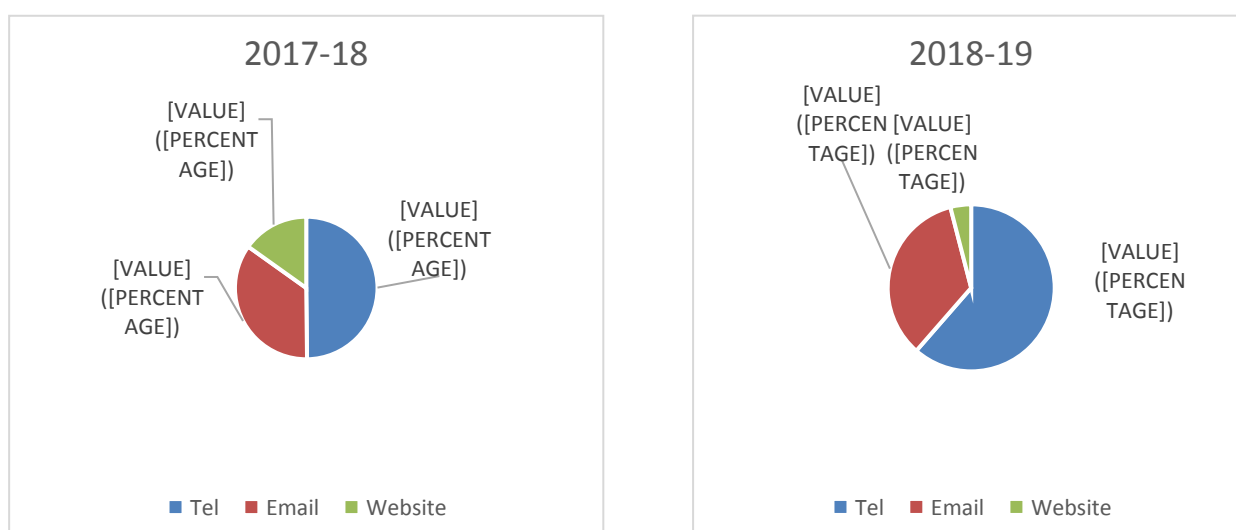 2017-18
[VALUE]
([PERCENT
AGE])
[VALUE]
([PERCENT
AGE])
[VALUE]
([PERCENT
AGE])
Tel Email Website
2018-19
[VALUE]
([PERCEN
TAGE])
[VALUE]
([PERCEN
TAGE])
[VALUE]
([PERCEN
TAGE])
Tel Email Website